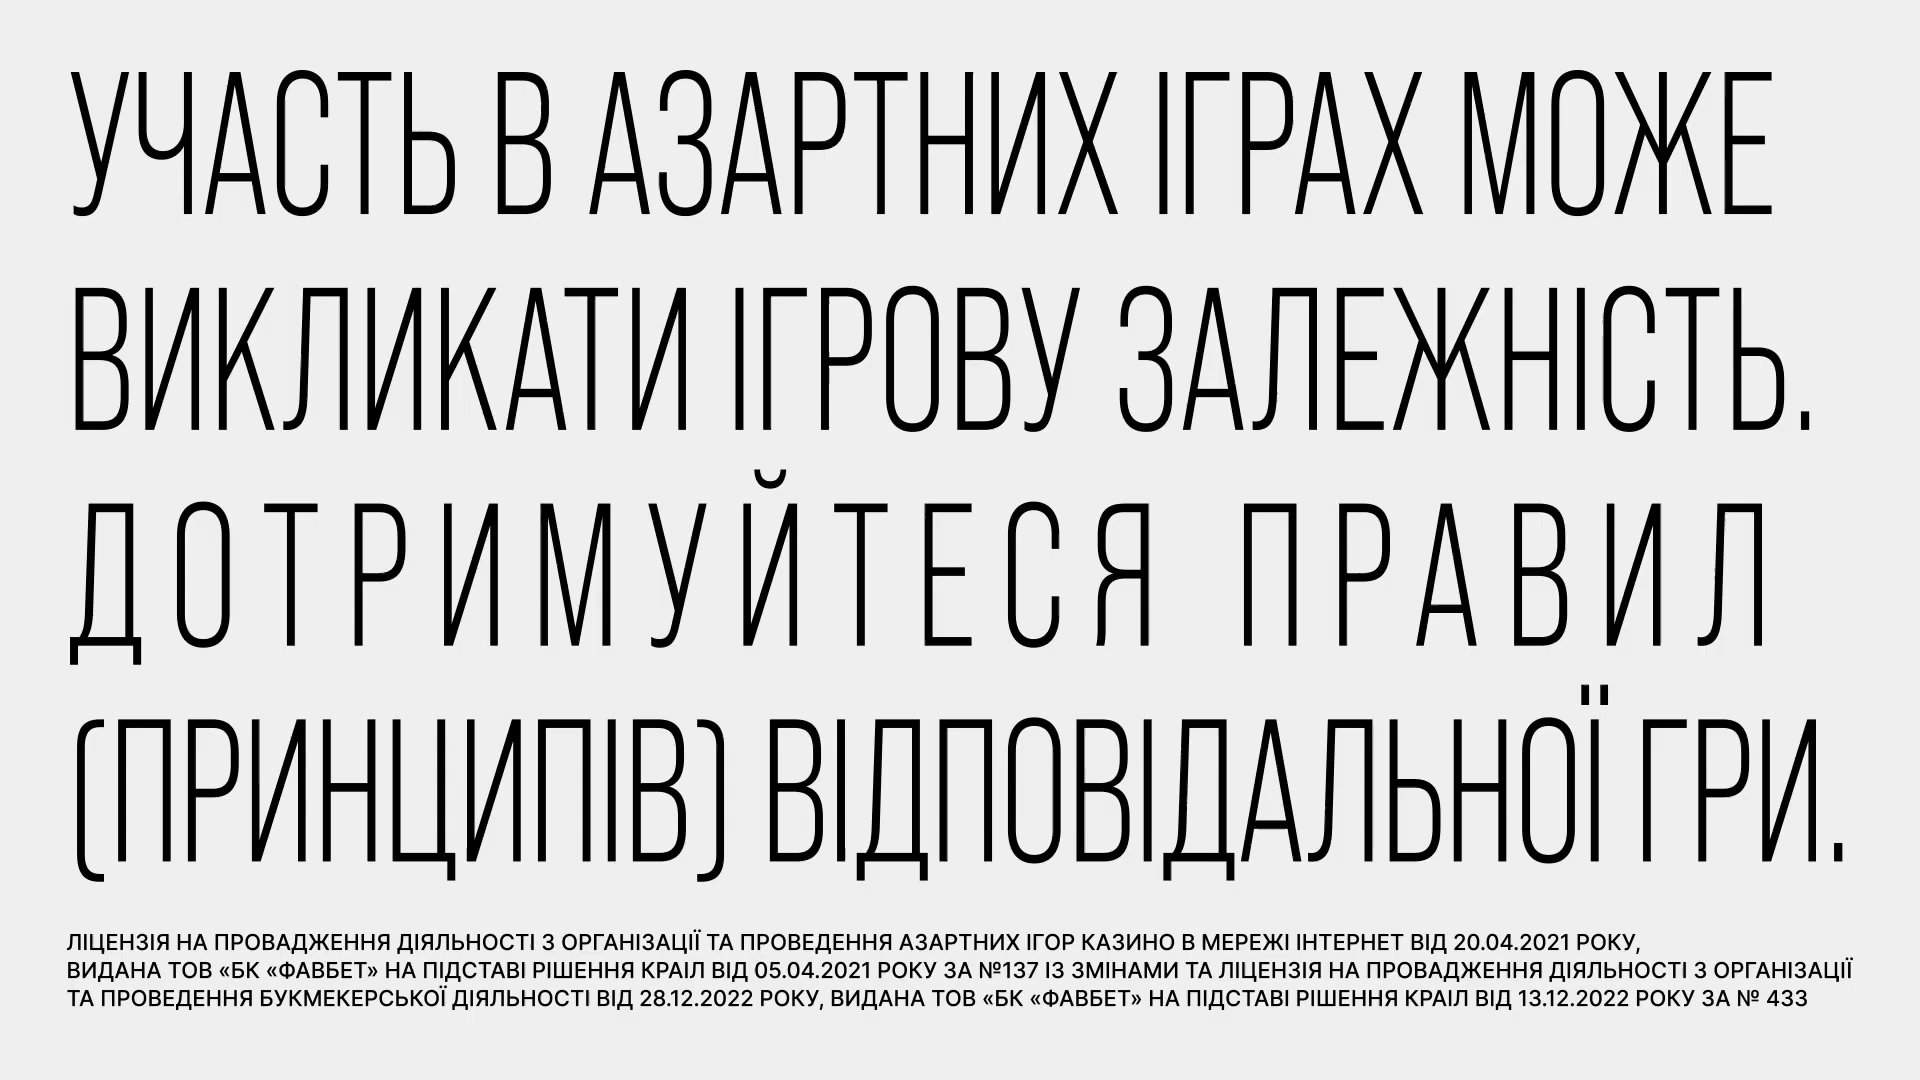 УЧАСТЬ В АЗАРТНИХ ІГРАХ МОЖЕ
ВИКЛИКАТИ ІГРОВУ ЗАЛЕЖНІСТЬ.
ДОТРИМУЙТЕСЯ ПРАВИЛ
(ПРИНЦИПІВ) ВІДПОВІДАЛЬНОЇ ГРИ.
ЛІЦЕНЗІЯ НА ПРОВАДЖЕННЯ ДІЯЛЬНОСТІ З ОРГАНІЗАЦІЇ ТА ПРОВЕДЕННЯ АЗАРТНИХ ІГОР КАЗИНО В МЕРЕЖІ ІНТЕРНЕТ ВІД 20.04.2021 РОКУ,
ВИДАНА ТОВ «БК «ФАВБЕТ» НА ПІДСТАВІ РІШЕННЯ КРАІЛ ВІД 05.04.2021 РОКУ ЗА №137 ІЗ ЗМІНАМИ ТА ЛІЦЕНЗІЯ НА ПРОВАДЖЕННЯ ДІЯЛЬНОСТІ З ОРГАНІЗАЦІЇ
ТА ПРОВЕДЕННЯ БУКМЕКЕРСЬКОЇ ДІЯЛЬНОСТІ ВІД 28.12.2022 РОКУ, ВИДАНА ТОВ «БК «ФАВБЕТ» НА ПІДСТАВІ РІШЕННЯ КРАІЛ ВІД 13.12.2022 РОКУ ЗА № 433